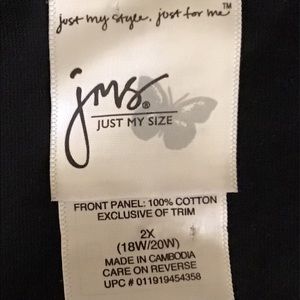 just my style. just for me™
jms®
JUST MY SIZE
FRONT PANEL: 100% COTTON
EXCLUSIVE OF TRIM
2X
(18W/20W)
MADE IN CAMBODIA
CARE ON REVERSE
UPC # 011919454358